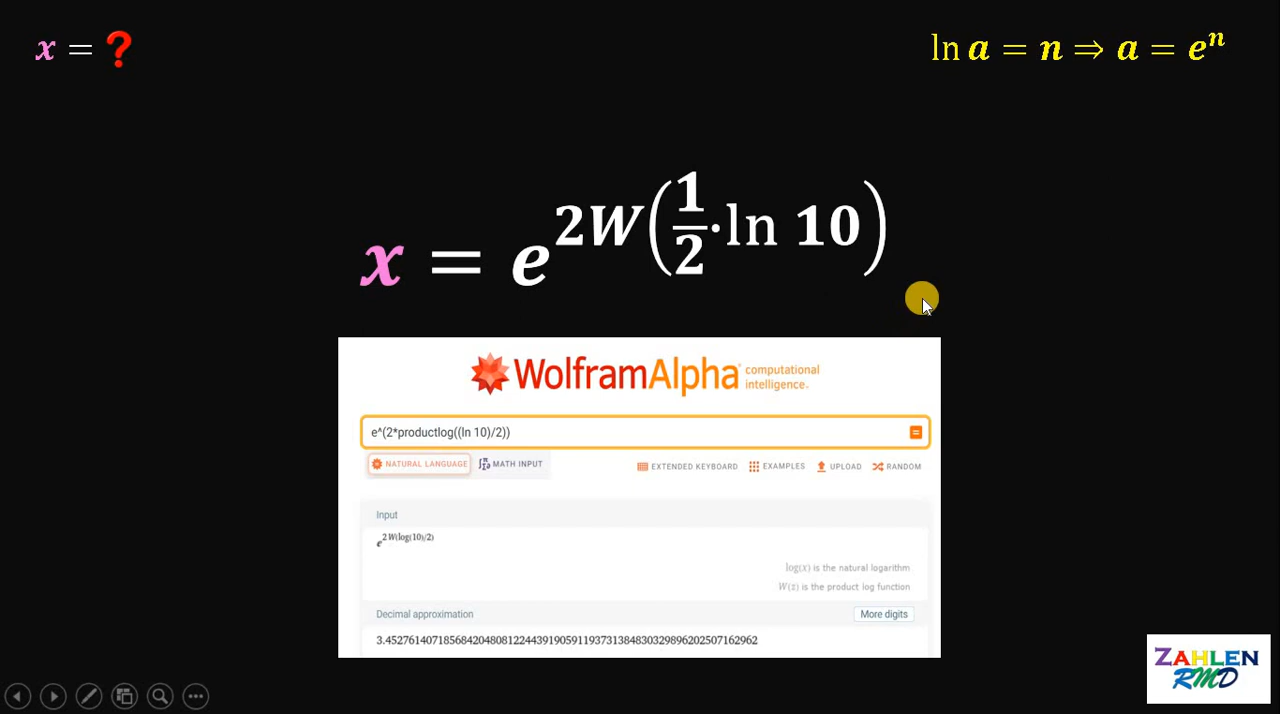 x = ❓
ln a = n ⇒ a = eⁿ
x = e^2W(1/2·ln 10)
WolframAlpha computational intelligence.
e^(2*productlog((ln 10)/2))
NATURAL LANGUAGE MATH INPUT EXTENDED KEYBOARD EXAMPLES UPLOAD RANDOM
Input
e^2 W(log(10)/2)
log(x) is the natural logarithm
W(z) is the product log function
Decimal approximation More digits
3.4527614071856842048081224439190591193731384830329896202507162962
ZAHLEN
RMD